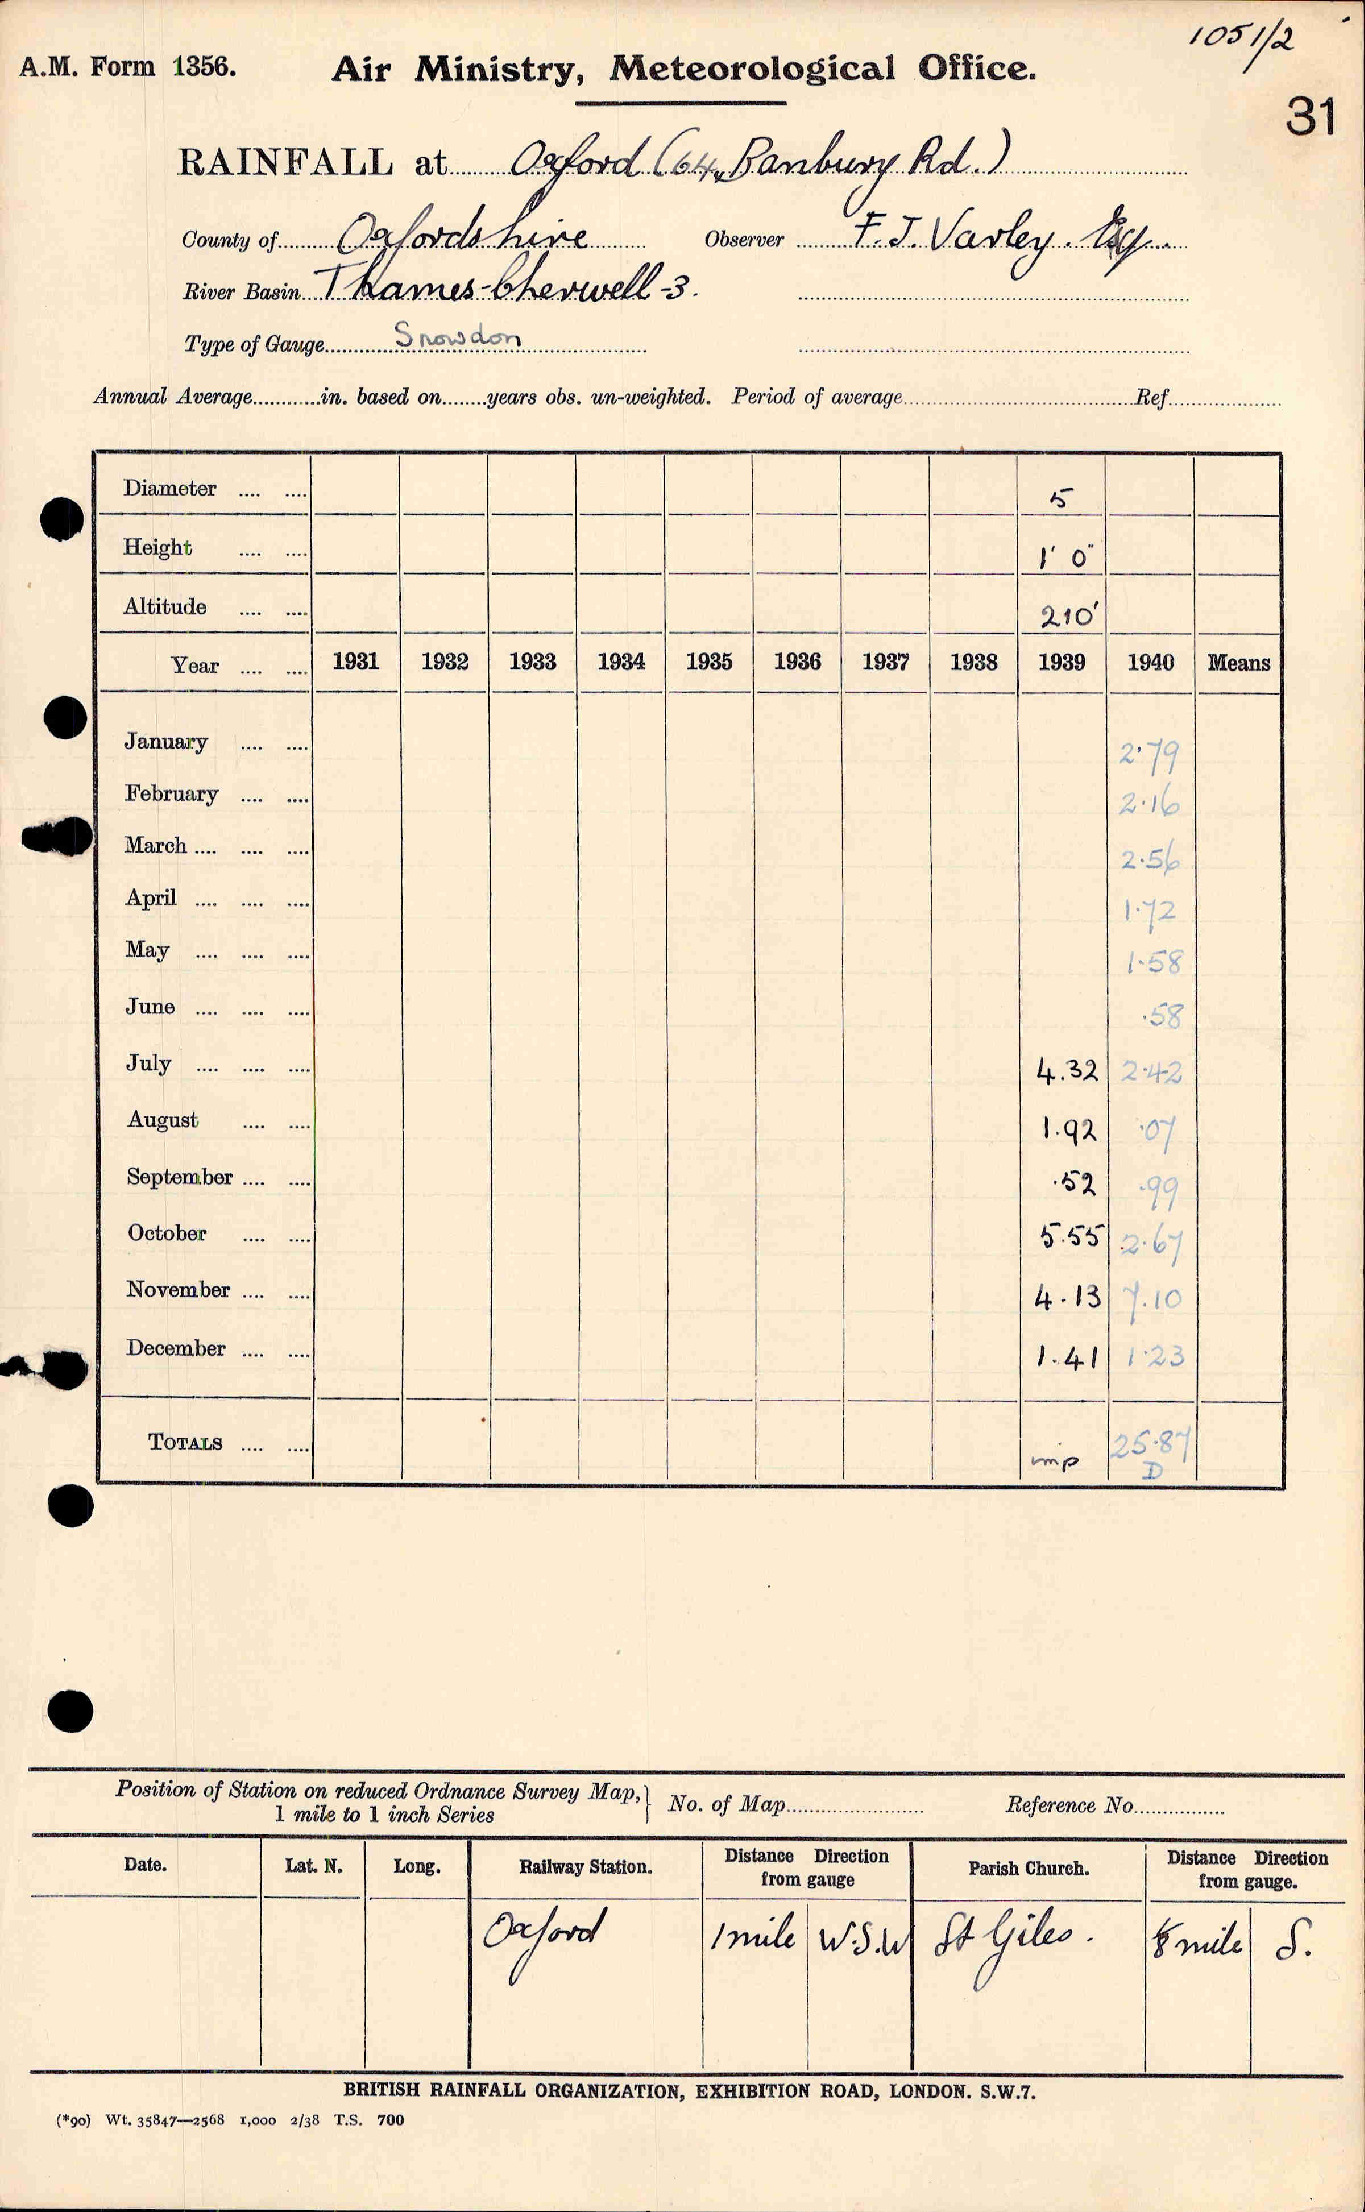 1051/2
A.M. Form 1356. Air Ministry, Meteorological Office.
31
RAINFALL at Oxford (64, Banbury Rd.)
County of Oxfordshire Observer F.J. Varley. Esq.
River Basin Thames-Cherwell-3.
Type of Gauge Snowdon
Annual Average in. based on years obs. un-weighted. Period of average Ref
Diameter 5
Height 1' 0"
Altitude 210'
Year 1931 1932 1933 1934 1935 1936 1937 1938 1939 1940 Means
January 2.79
February 2.16
March 2.56
April 1.72
May 1.58
June .58
July 4.32 2.42
August 1.92 .07
September .52 .99
October 5.55 2.67
November 4.13 7.10
December 1.41 1.23
TOTALS imp 25.87
D
Position of Station on reduced Ordnance Survey Map, 1 mile to 1 inch Series } No. of Map Reference No.
Date. Lat. N. Long. Railway Station. Distance Direction from gauge Parish Church. Distance Direction from gauge.
Oxford 1 mile W.S.W St Giles. 1/8 mile S.
BRITISH RAINFALL ORGANIZATION, EXHIBITION ROAD, LONDON. S.W.7.
(*90) Wt. 35847—2568 1,000 2/38 T.S. 700